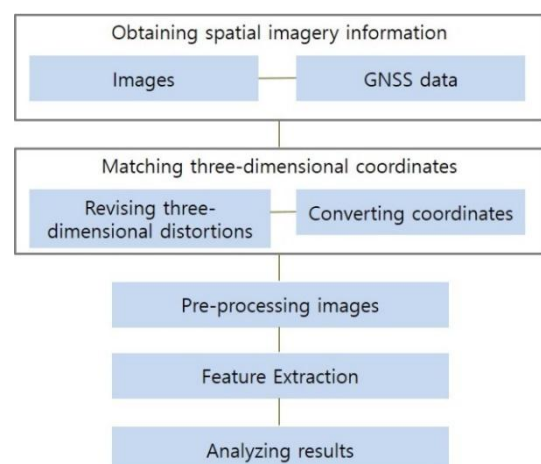 Obtaining spatial imagery information
Images
GNSS data
Matching three-dimensional coordinates
Revising three-
dimensional distortions
Converting coordinates
Pre-processing images
Feature Extraction
Analyzing results